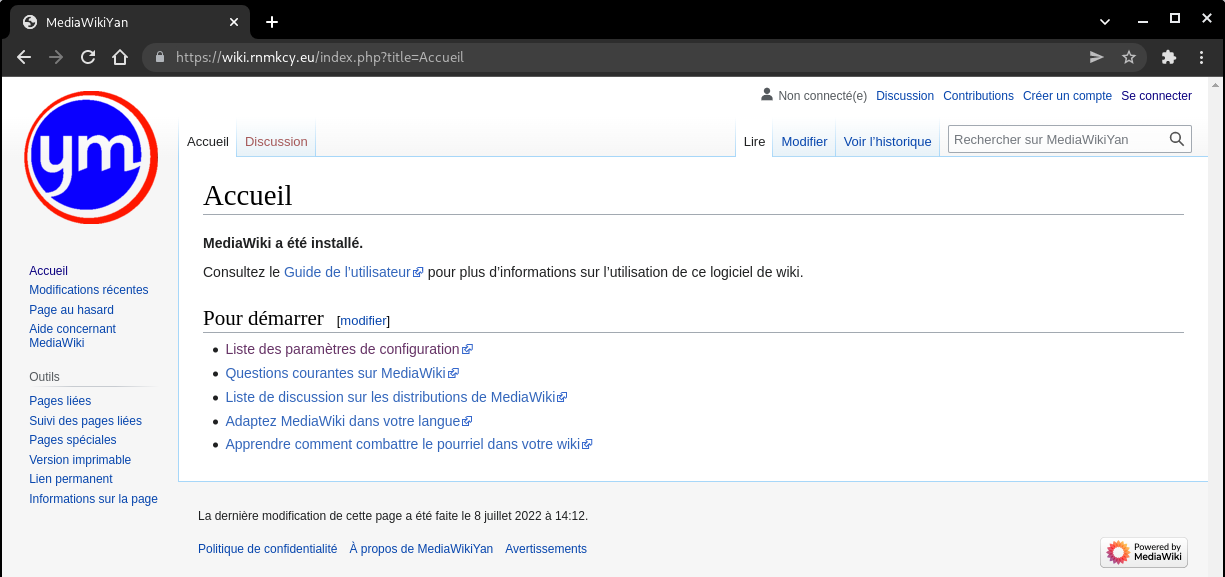 MediaWikiYan
https://wiki.rnmkcy.eu/index.php?title=Accueil
ym
Non connecté(e) Discussion Contributions Créer un compte Se connecter
Accueil Discussion Lire Modifier Voir l’historique Rechercher sur MediaWikiYan
Accueil
MediaWiki a été installé.
Consultez le Guide de l’utilisateur pour plus d’informations sur l’utilisation de ce logiciel de wiki.
Pour démarrer [modifier]
• Liste des paramètres de configuration
• Questions courantes sur MediaWiki
• Liste de discussion sur les distributions de MediaWiki
• Adaptez MediaWiki dans votre langue
• Apprendre comment combattre le pourriel dans votre wiki
Accueil
Modifications récentes
Page au hasard
Aide concernant
MediaWiki
Outils
Pages liées
Suivi des pages liées
Pages spéciales
Version imprimable
Lien permanent
Informations sur la page
La dernière modification de cette page a été faite le 8 juillet 2022 à 14:12.
Politique de confidentialité À propos de MediaWikiYan Avertissements
Powered by
MediaWiki